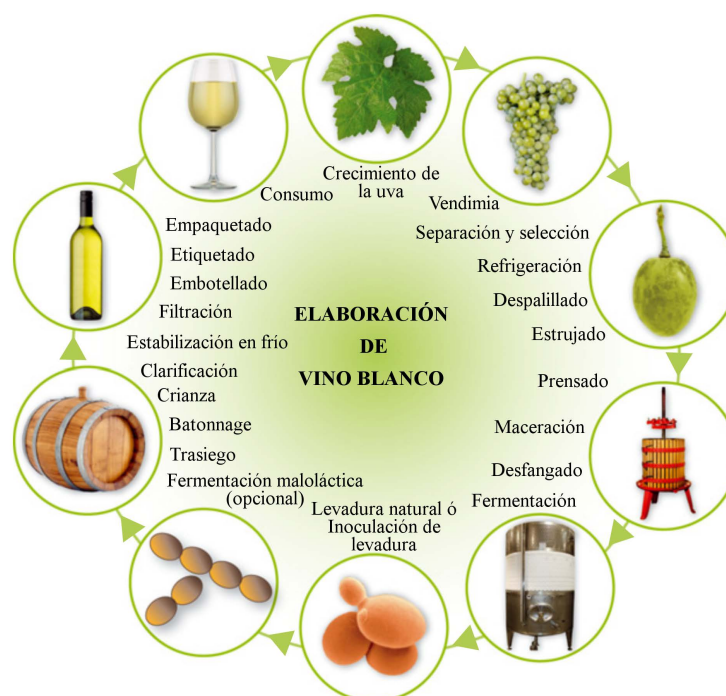 Crecimiento de
la uva
Vendimia
Separación y selección
Refrigeración
Despalillado
Estrujado
Prensado
Maceración
Desfangado
Fermentación
Levadura natural ó
Inoculación de
levadura
Fermentación maloláctica
(opcional)
Trasiego
Batonnage
Crianza
Clarificación
Estabilización en frío
Filtración
Embotellado
Etiquetado
Empaquetado
Consumo
ELABORACIÓN
DE
VINO BLANCO